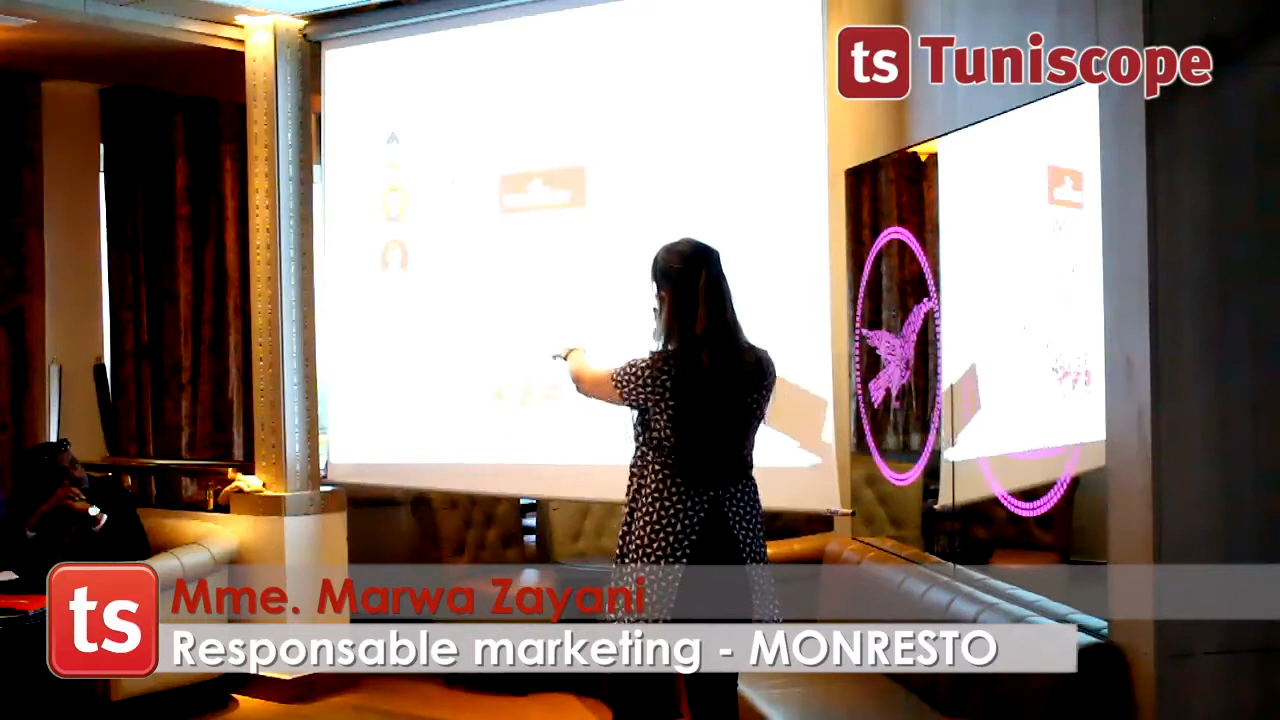 ts Tuniscope
ts
Mme. Marwa Zayani
Responsable marketing - MONRESTO